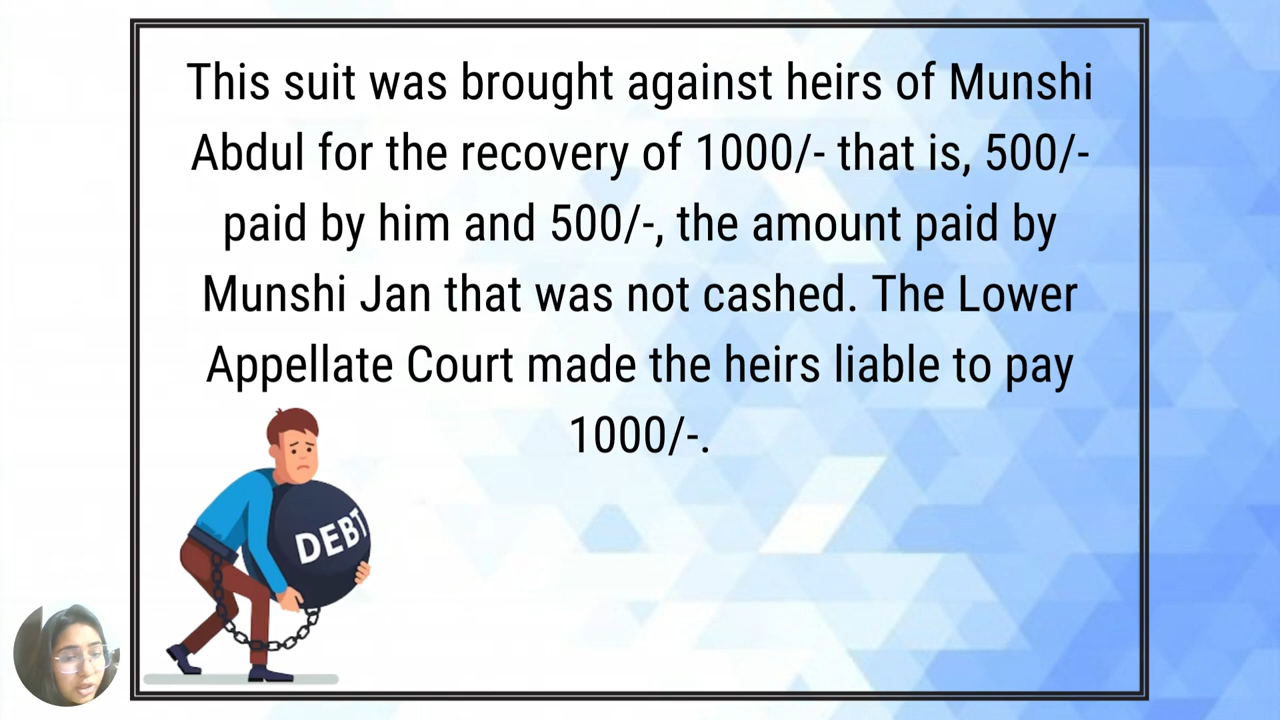 This suit was brought against heirs of Munshi
Abdul for the recovery of 1000/- that is, 500/-
paid by him and 500/-, the amount paid by
Munshi Jan that was not cashed. The Lower
Appellate Court made the heirs liable to pay
1000/-.
DEBT